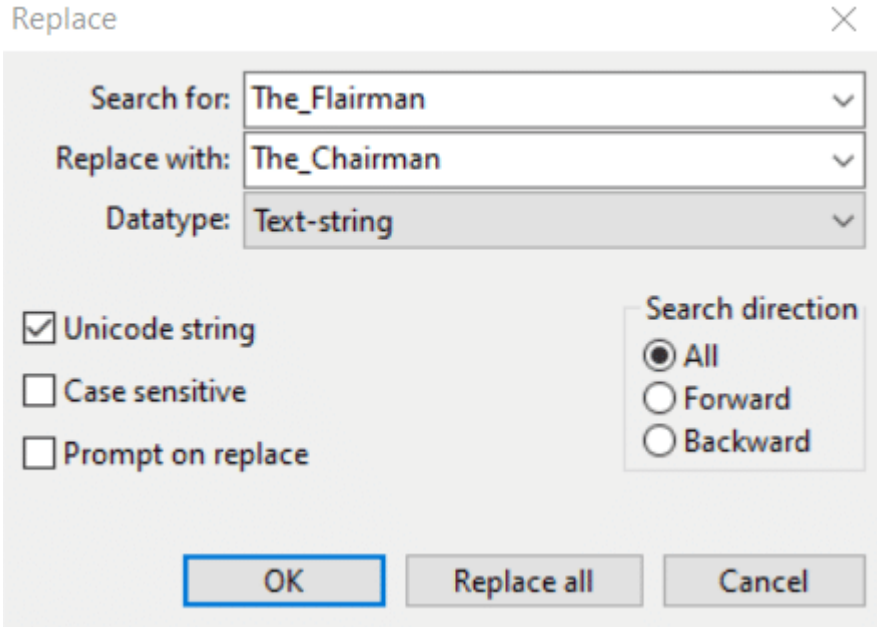 Replace
Search for: The_Flairman
Replace with: The_Chairman
Datatype: Text-string
Unicode string
Case sensitive
Prompt on replace
Search direction
All
Forward
Backward
OK Replace all Cancel